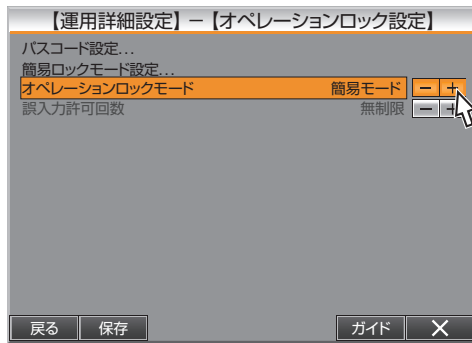 【運用詳細設定】－【オペレーションロック設定】
パスコード設定...
簡易ロックモード設定...
オペレーションロックモード 簡易モード － ＋
誤入力許可回数 無制限 － ＋
戻る 保存 ガイド ×